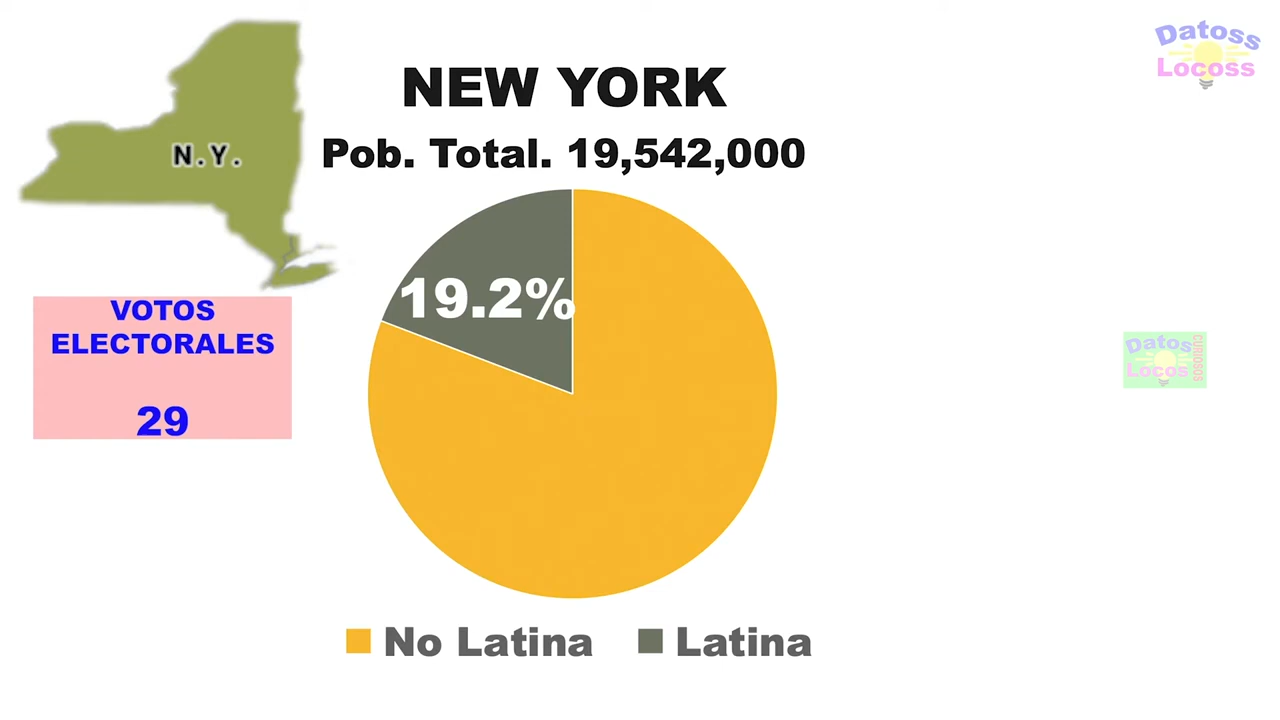 Datoss
Locoss
NEW YORK
Pob. Total. 19,542,000
N.Y.
19.2%
VOTOS
ELECTORALES
29
Datos
Locos
CURIOSOS
No Latina
Latina